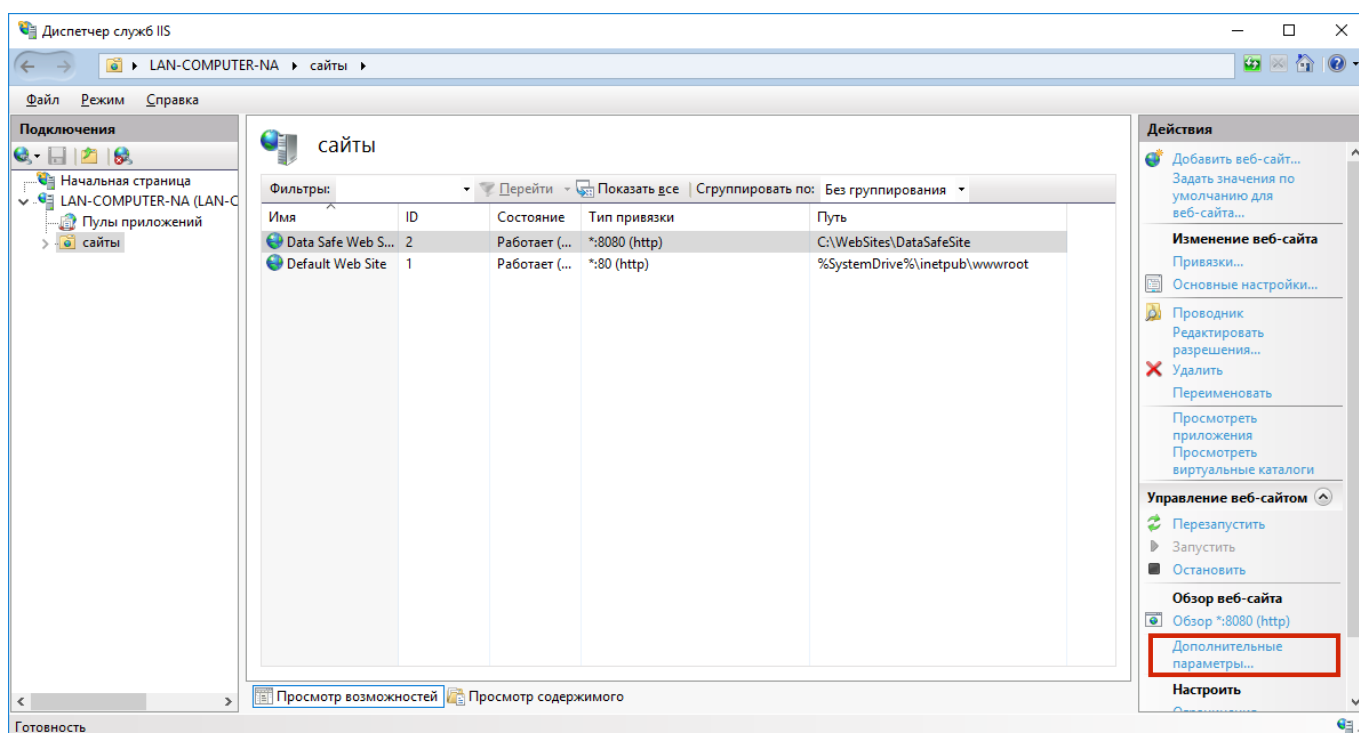 Диспетчер служб IIS
LAN-COMPUTER-NA сайты
Файл Режим Справка
Подключения
Начальная страница
LAN-COMPUTER-NA (LAN-C
Пулы приложений
сайты
сайты
Фильтры: Перейти Показать все Сгруппировать по: Без группирования
Имя ID Состояние Тип привязки Путь
Data Safe Web S... 2 Работает (... *:8080 (http) C:\WebSites\DataSafeSite
Default Web Site 1 Работает (... *:80 (http) %SystemDrive%\inetpub\wwwroot
Просмотр возможностей Просмотр содержимого
Действия
Добавить веб-сайт...
Задать значения по
умолчанию для
веб-сайта...
Изменение веб-сайта
Привязки...
Основные настройки...
Проводник
Редактировать
разрешения...
Удалить
Переименовать
Просмотреть
приложения
Просмотреть
виртуальные каталоги
Управление веб-сайтом
Перезапустить
Запустить
Остановить
Обзор веб-сайта
Обзор *:8080 (http)
Дополнительные
параметры...
Настроить
Готовность